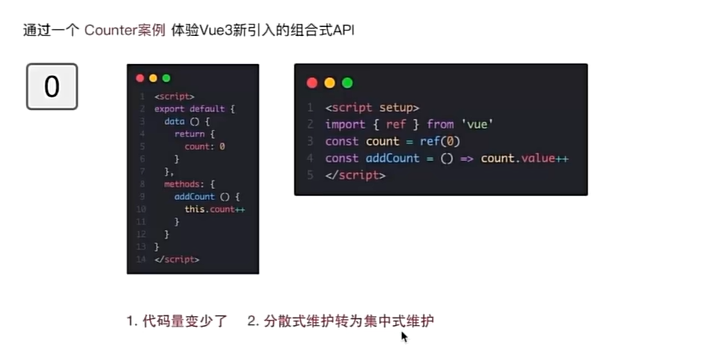 通过一个 Counter案例 体验Vue3新引入的组合式API
0
1 <script>
2 export default {
3 data () {
4 return {
5 count: 0
6 }
7 },
8 methods: {
9 addCount () {
10 this.count++
11 }
12 }
13 }
14 </script>
1 <script setup>
2 import { ref } from 'vue'
3 const count = ref(0)
4 const addCount = () => count.value++
5 </script>
1. 代码量变少了 2. 分散式维护转为集中式维护